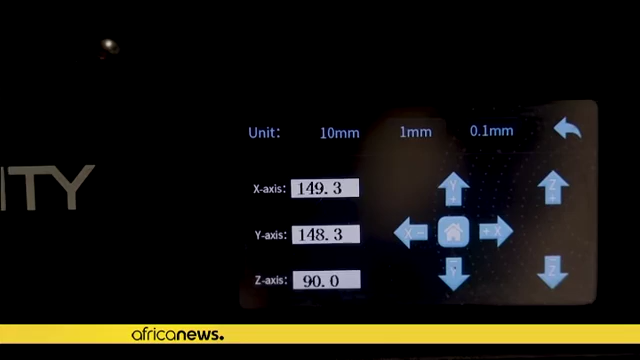 Unit: 10mm 1mm 0.1mm
ITY
X-axis: 149.3
Y-axis: 148.3
Z-axis: 90.0
Y +
Z +
X - + X
- Y
- Z
africanews.